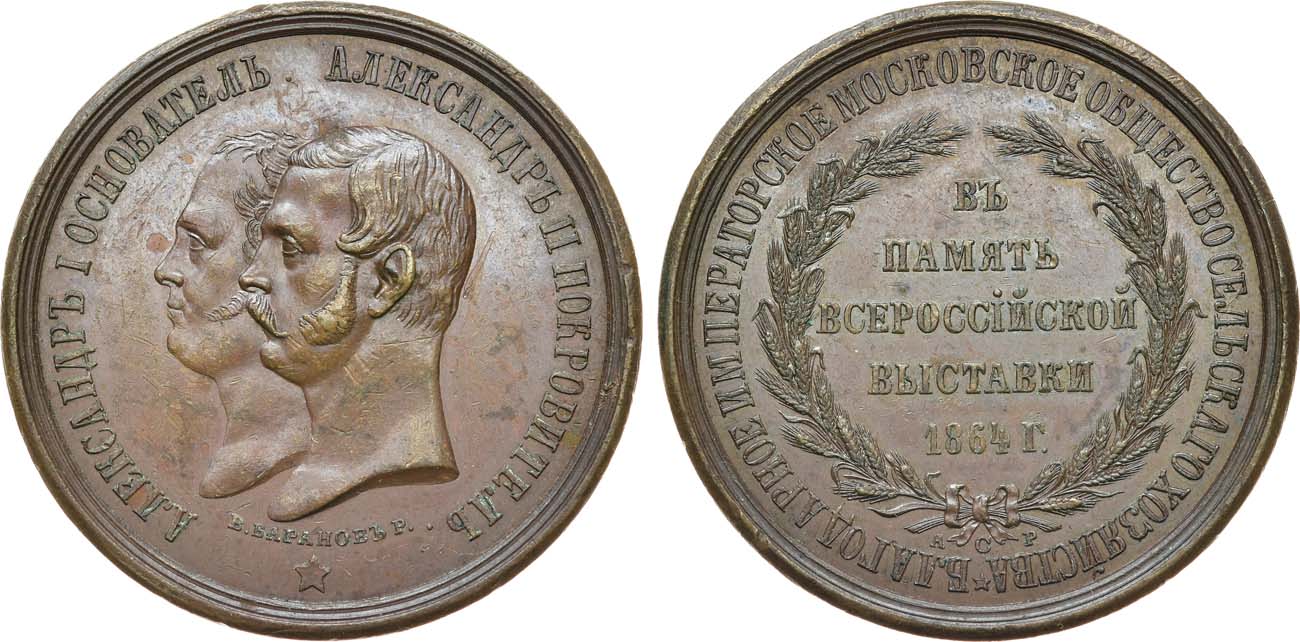 АЛЕКСАНДРЪ I ОСНОВАТЕЛЬ. АЛЕКСАНДРЪ II ПОКРОВИТЕЛЬ
В. БАРАНОВЪ Р.
БЛАГОДАРНОЕ ИМПЕРАТОРСКОЕ МОСКОВСКОЕ ОБЩЕСТВО СЕЛЬСКАГО ХОЗЯЙСТВА
ВЪ
ПАМЯТЬ
ВСЕРОССІЙСКОЙ
ВЫСТАВКИ
1864 Г.
А С Р